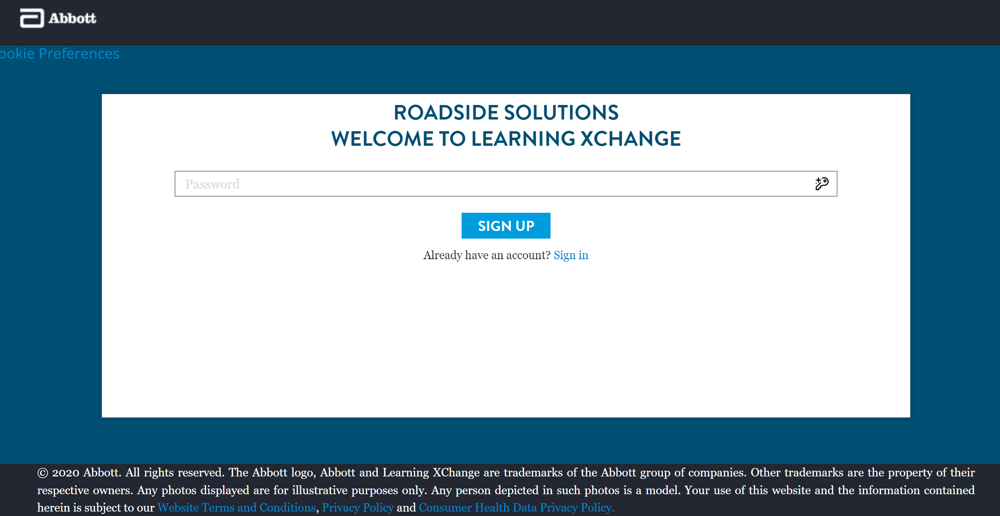 Abbott
ookie Preferences
ROADSIDE SOLUTIONS
WELCOME TO LEARNING XCHANGE
Password
SIGN UP
Already have an account? Sign in
© 2020 Abbott. All rights reserved. The Abbott logo, Abbott and Learning XChange are trademarks of the Abbott group of companies. Other trademarks are the property of their
respective owners. Any photos displayed are for illustrative purposes only. Any person depicted in such photos is a model. Your use of this website and the information contained
herein is subject to our Website Terms and Conditions, Privacy Policy and Consumer Health Data Privacy Policy.